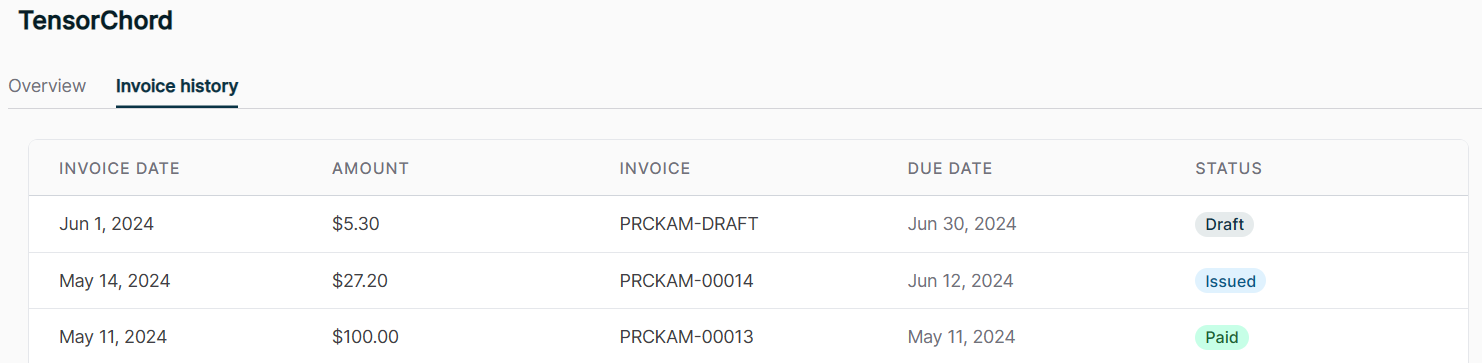 TensorChord
Overview Invoice history
INVOICE DATE AMOUNT INVOICE DUE DATE STATUS
Jun 1, 2024 $5.30 PRCKAM-DRAFT Jun 30, 2024 Draft
May 14, 2024 $27.20 PRCKAM-00014 Jun 12, 2024 Issued
May 11, 2024 $100.00 PRCKAM-00013 May 11, 2024 Paid